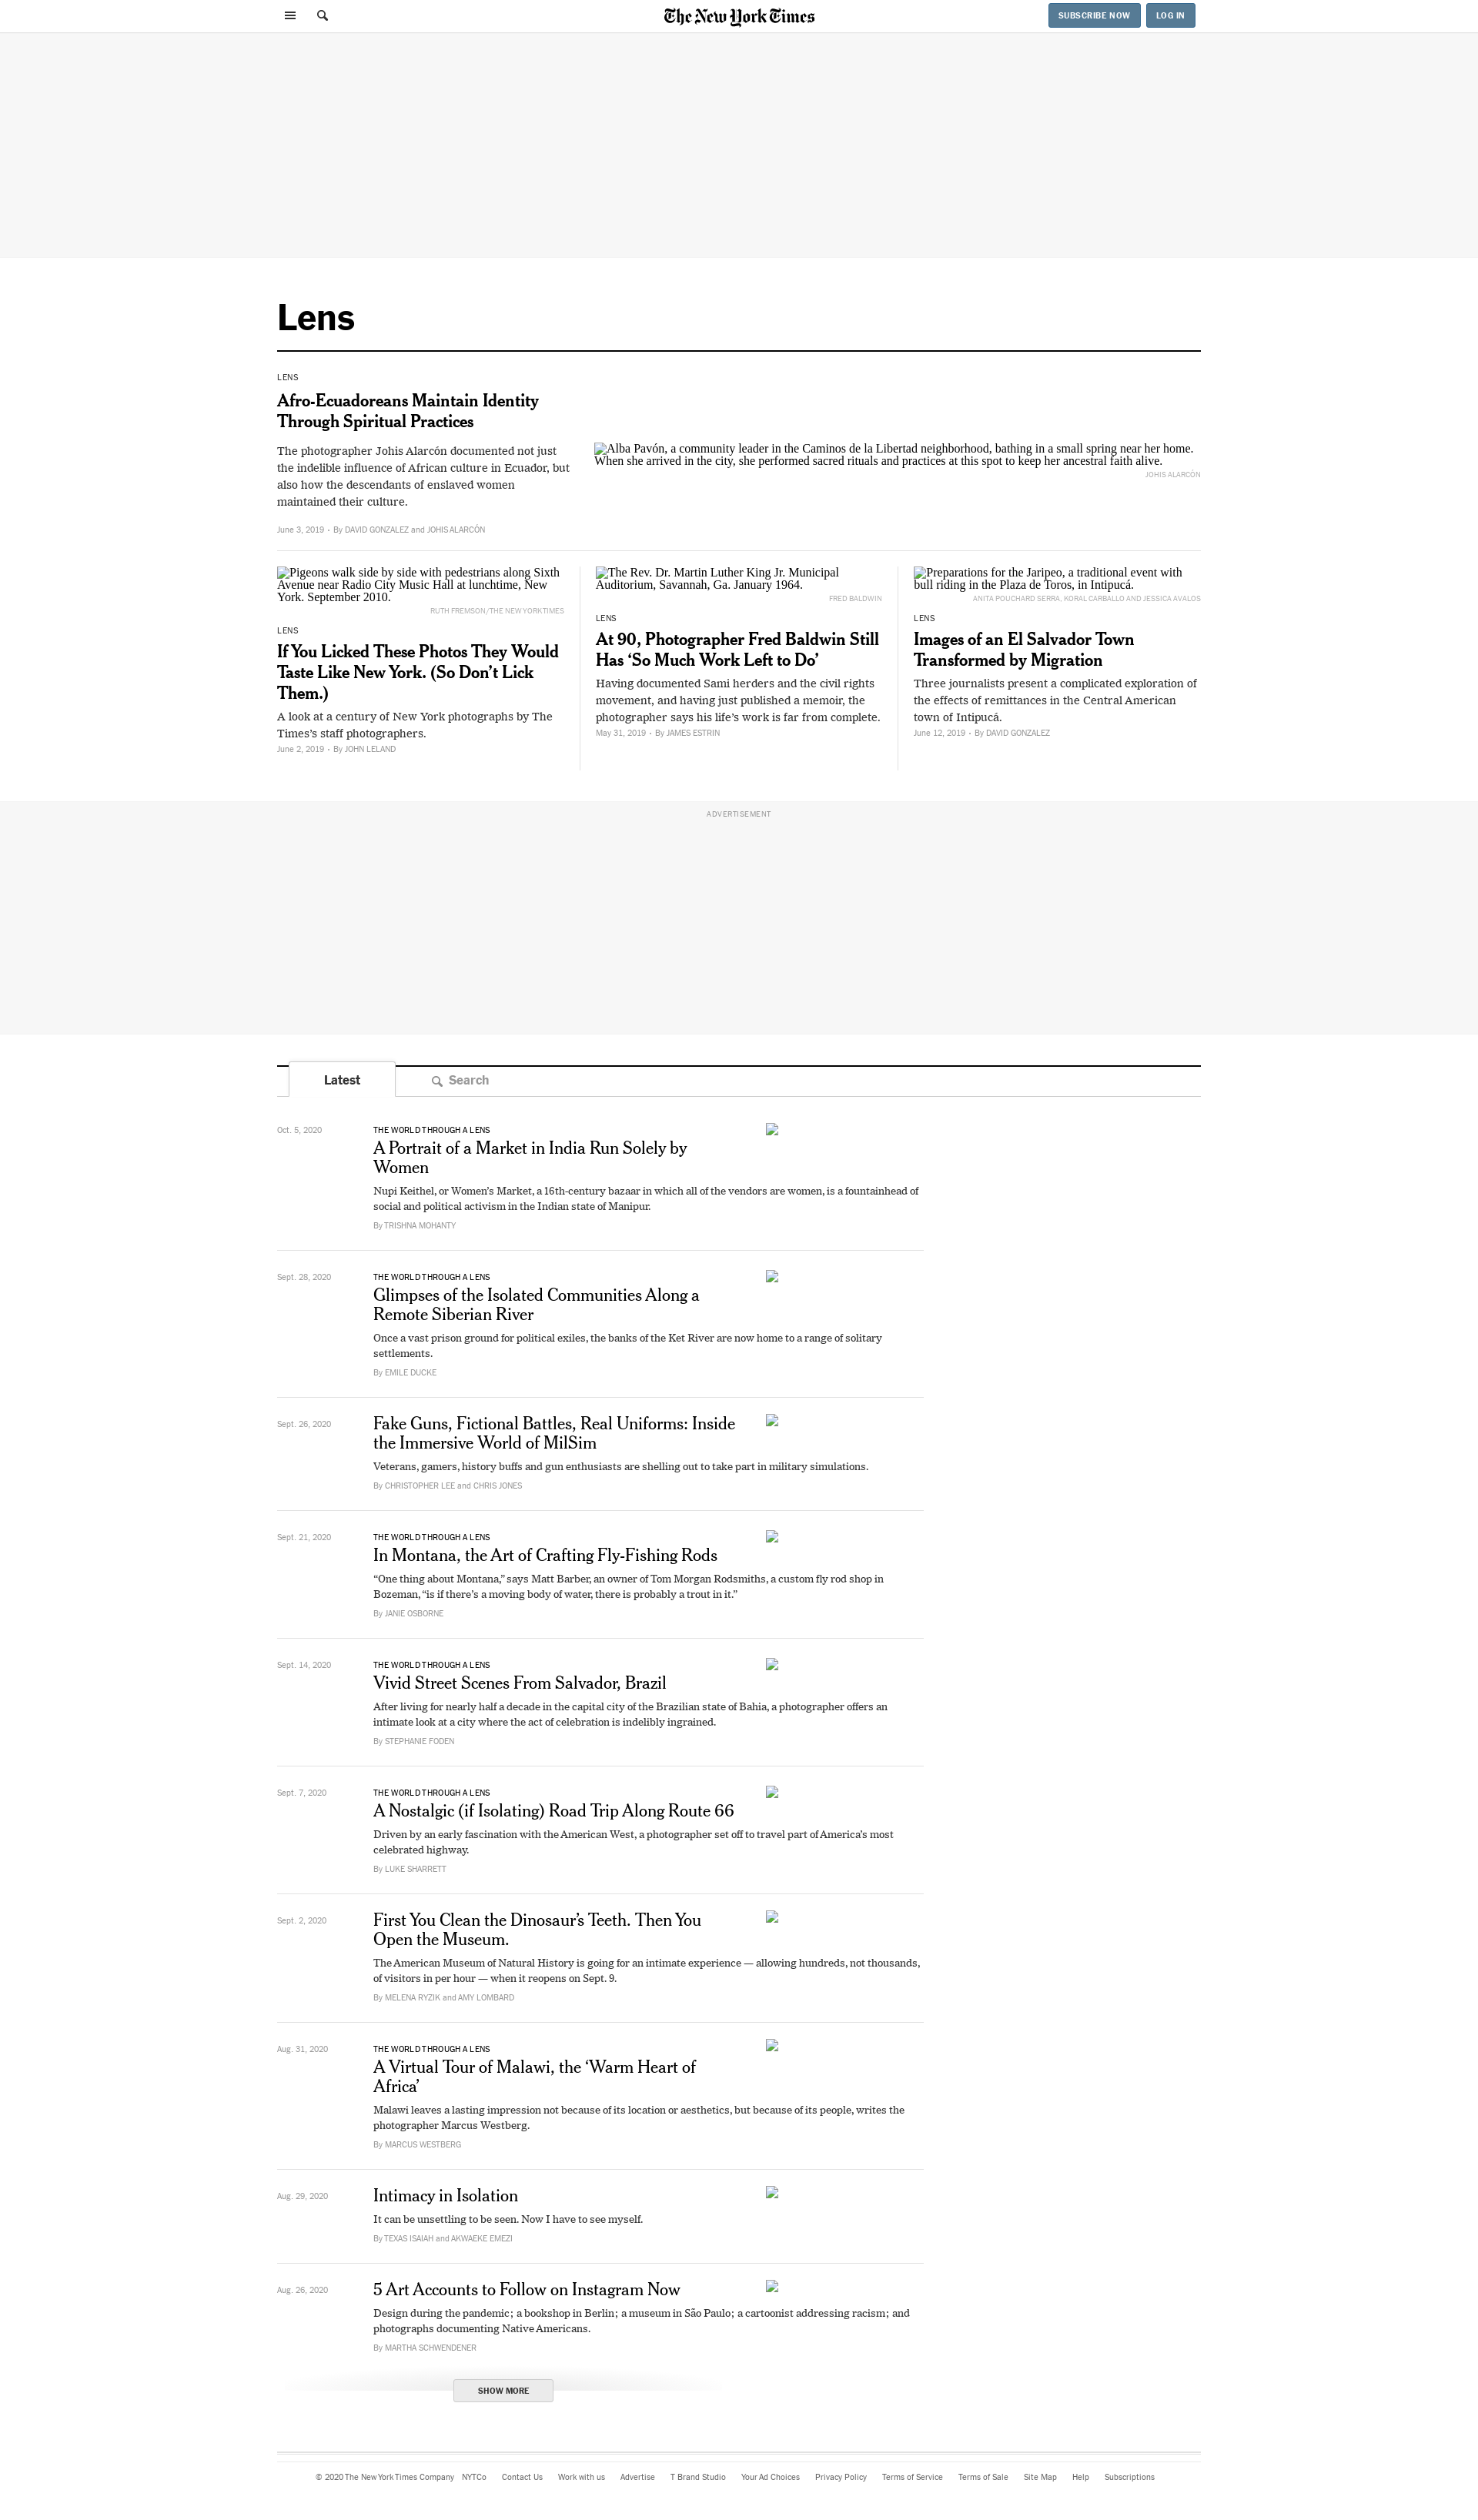 The New York Times
SUBSCRIBE NOW
LOG IN
Lens
LENS
Afro-Ecuadoreans Maintain Identity
Through Spiritual Practices
The photographer Johis Alarcón documented not just
the indelible influence of African culture in Ecuador, but
also how the descendants of enslaved women
maintained their culture.
June 3, 2019 • By DAVID GONZALEZ and JOHIS ALARCÓN
Alba Pavón, a community leader in the Caminos de la Libertad neighborhood, bathing in a small spring near her home.
When she arrived in the city, she performed sacred rituals and practices at this spot to keep her ancestral faith alive.
JOHIS ALARCÓN
Pigeons walk side by side with pedestrians along Sixth
Avenue near Radio City Music Hall at lunchtime, New
York. September 2010.
RUTH FREMSON/THE NEW YORK TIMES
LENS
If You Licked These Photos They Would
Taste Like New York. (So Don’t Lick
Them.)
A look at a century of New York photographs by The
Times’s staff photographers.
June 2, 2019 • By JOHN LELAND
The Rev. Dr. Martin Luther King Jr. Municipal
Auditorium, Savannah, Ga. January 1964.
FRED BALDWIN
LENS
At 90, Photographer Fred Baldwin Still
Has ‘So Much Work Left to Do’
Having documented Sami herders and the civil rights
movement, and having just published a memoir, the
photographer says his life’s work is far from complete.
May 31, 2019 • By JAMES ESTRIN
Preparations for the Jaripeo, a traditional event with
bull riding in the Plaza de Toros, in Intipucá.
ANITA POUCHARD SERRA, KORAL CARBALLO AND JESSICA AVALOS
LENS
Images of an El Salvador Town
Transformed by Migration
Three journalists present a complicated exploration of
the effects of remittances in the Central American
town of Intipucá.
June 12, 2019 • By DAVID GONZALEZ
ADVERTISEMENT
Latest
Search
Oct. 5, 2020
THE WORLD THROUGH A LENS
A Portrait of a Market in India Run Solely by
Women
Nupi Keithel, or Women’s Market, a 16th-century bazaar in which all of the vendors are women, is a fountainhead of
social and political activism in the Indian state of Manipur.
By TRISHNA MOHANTY
Sept. 28, 2020
THE WORLD THROUGH A LENS
Glimpses of the Isolated Communities Along a
Remote Siberian River
Once a vast prison ground for political exiles, the banks of the Ket River are now home to a range of solitary
settlements.
By EMILE DUCKE
Sept. 26, 2020
Fake Guns, Fictional Battles, Real Uniforms: Inside
the Immersive World of MilSim
Veterans, gamers, history buffs and gun enthusiasts are shelling out to take part in military simulations.
By CHRISTOPHER LEE and CHRIS JONES
Sept. 21, 2020
THE WORLD THROUGH A LENS
In Montana, the Art of Crafting Fly-Fishing Rods
“One thing about Montana,” says Matt Barber, an owner of Tom Morgan Rodsmiths, a custom fly rod shop in
Bozeman, “is if there’s a moving body of water, there is probably a trout in it.”
By JANIE OSBORNE
Sept. 14, 2020
THE WORLD THROUGH A LENS
Vivid Street Scenes From Salvador, Brazil
After living for nearly half a decade in the capital city of the Brazilian state of Bahia, a photographer offers an
intimate look at a city where the act of celebration is indelibly ingrained.
By STEPHANIE FODEN
Sept. 7, 2020
THE WORLD THROUGH A LENS
A Nostalgic (if Isolating) Road Trip Along Route 66
Driven by an early fascination with the American West, a photographer set off to travel part of America’s most
celebrated highway.
By LUKE SHARRETT
Sept. 2, 2020
First You Clean the Dinosaur’s Teeth. Then You
Open the Museum.
The American Museum of Natural History is going for an intimate experience — allowing hundreds, not thousands,
of visitors in per hour — when it reopens on Sept. 9.
By MELENA RYZIK and AMY LOMBARD
Aug. 31, 2020
THE WORLD THROUGH A LENS
A Virtual Tour of Malawi, the ‘Warm Heart of
Africa’
Malawi leaves a lasting impression not because of its location or aesthetics, but because of its people, writes the
photographer Marcus Westberg.
By MARCUS WESTBERG
Aug. 29, 2020
Intimacy in Isolation
It can be unsettling to be seen. Now I have to see myself.
By TEXAS ISAIAH and AKWAEKE EMEZI
Aug. 26, 2020
5 Art Accounts to Follow on Instagram Now
Design during the pandemic; a bookshop in Berlin; a museum in São Paulo; a cartoonist addressing racism; and
photographs documenting Native Americans.
By MARTHA SCHWENDENER
SHOW MORE
© 2020 The New York Times Company NYTCo Contact Us Work with us Advertise T Brand Studio Your Ad Choices Privacy Policy Terms of Service Terms of Sale Site Map Help Subscriptions